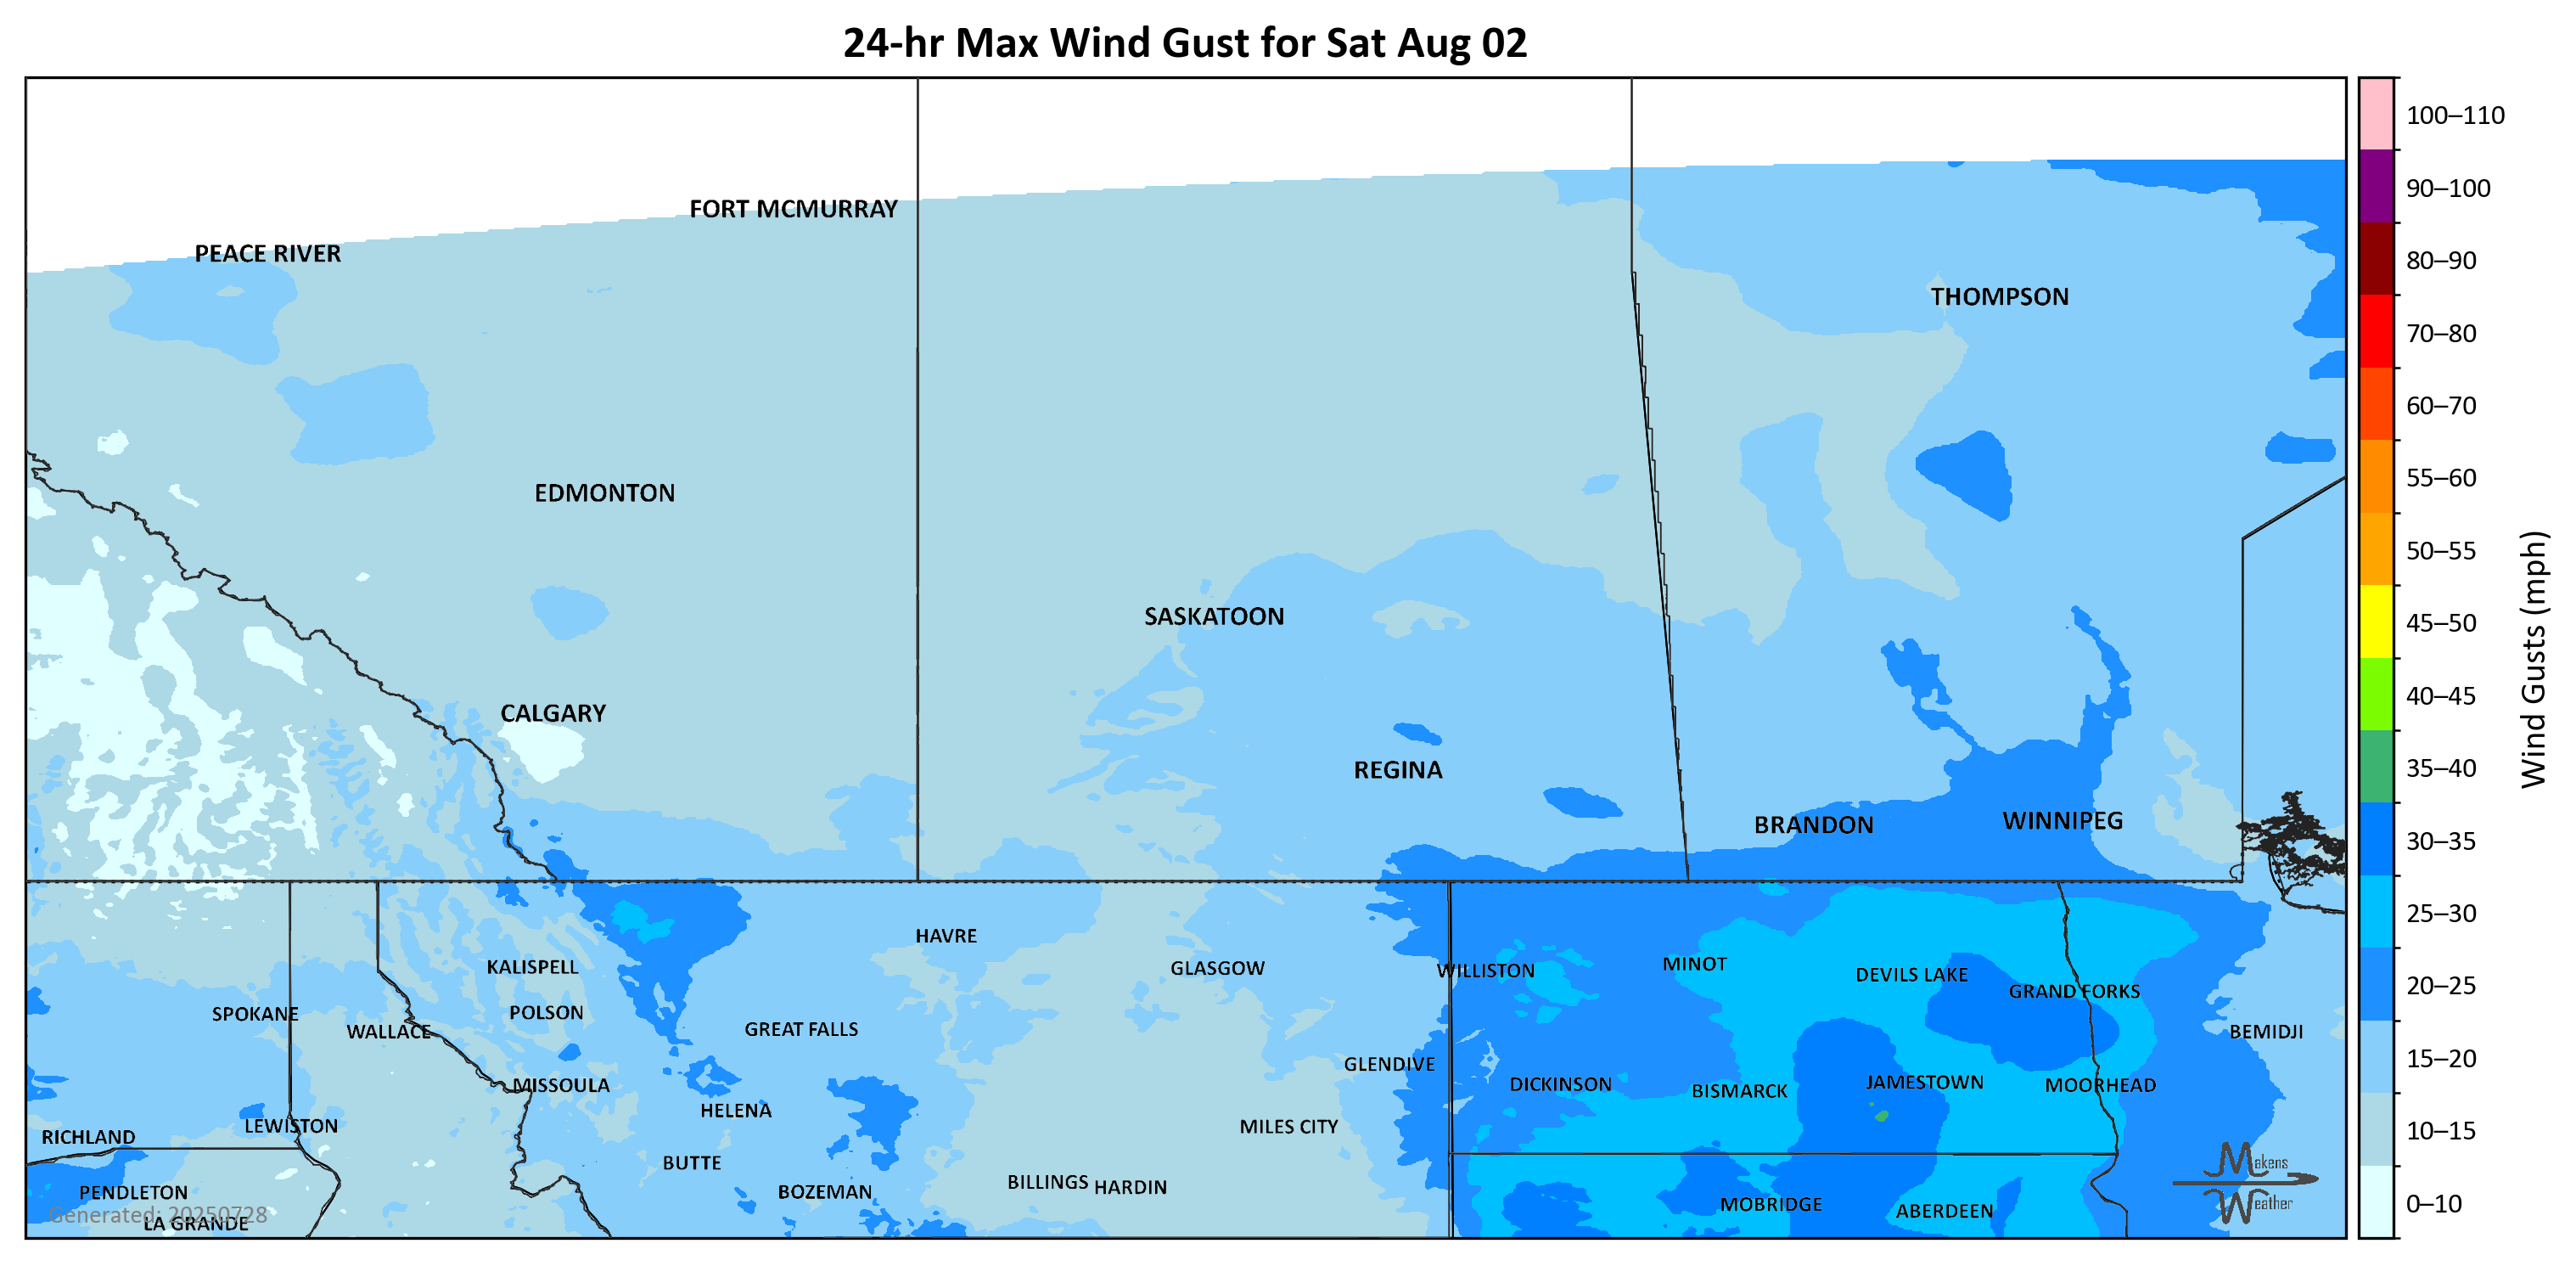 24-hr Max Wind Gust for Sat Aug 02
100–110
90–100
80–90
70–80
60–70
55–60
50–55
45–50
40–45
35–40
30–35
25–30
20–25
15–20
10–15
0–10
Wind Gusts (mph)
FORT MCMURRAY
PEACE RIVER
THOMPSON
EDMONTON
SASKATOON
CALGARY
REGINA
BRANDON
WINNIPEG
HAVRE
KALISPELL
GLASGOW
WILLISTON
MINOT
DEVILS LAKE
GRAND FORKS
SPOKANE
POLSON
WALLACE
GREAT FALLS
BEMIDJI
GLENDIVE
MISSOULA
DICKINSON
BISMARCK
JAMESTOWN
MOORHEAD
HELENA
LEWISTON
MILES CITY
RICHLAND
BUTTE
PENDLETON
BOZEMAN
BILLINGS
HARDIN
MOBRIDGE
ABERDEEN
Generated: 20250728
LA GRANDE
Makens
Weather